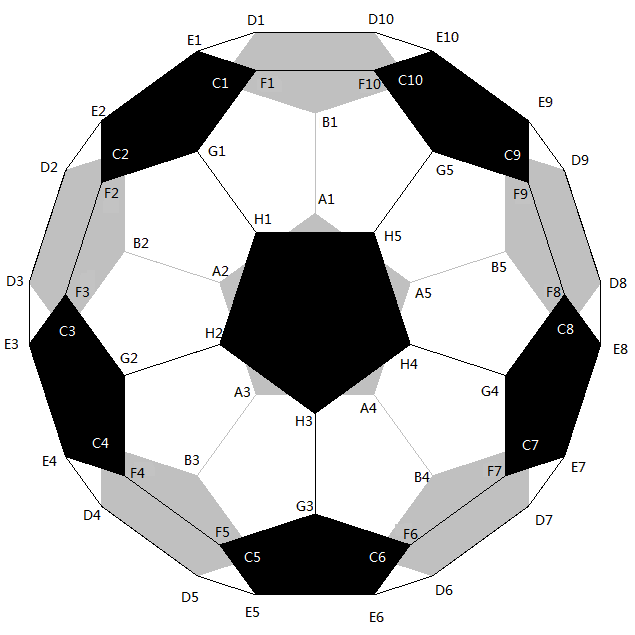 D1 D10
E1 E10
C1 F1 F10 C10
E2 B1 E9
D2 C2 G1 G5 C9 D9
F2 A1 F9
H1 H5
B2 B5
D3 F3 A2 A5 F8 D8
C3 H2 C8
E3 G2 H4 E8
A3 A4 G4
H3
C4 C7
E4 F4 B3 B4 F7 E7
D4 G3 D7
F5 F6
C5 C6
D5 D6
E5 E6